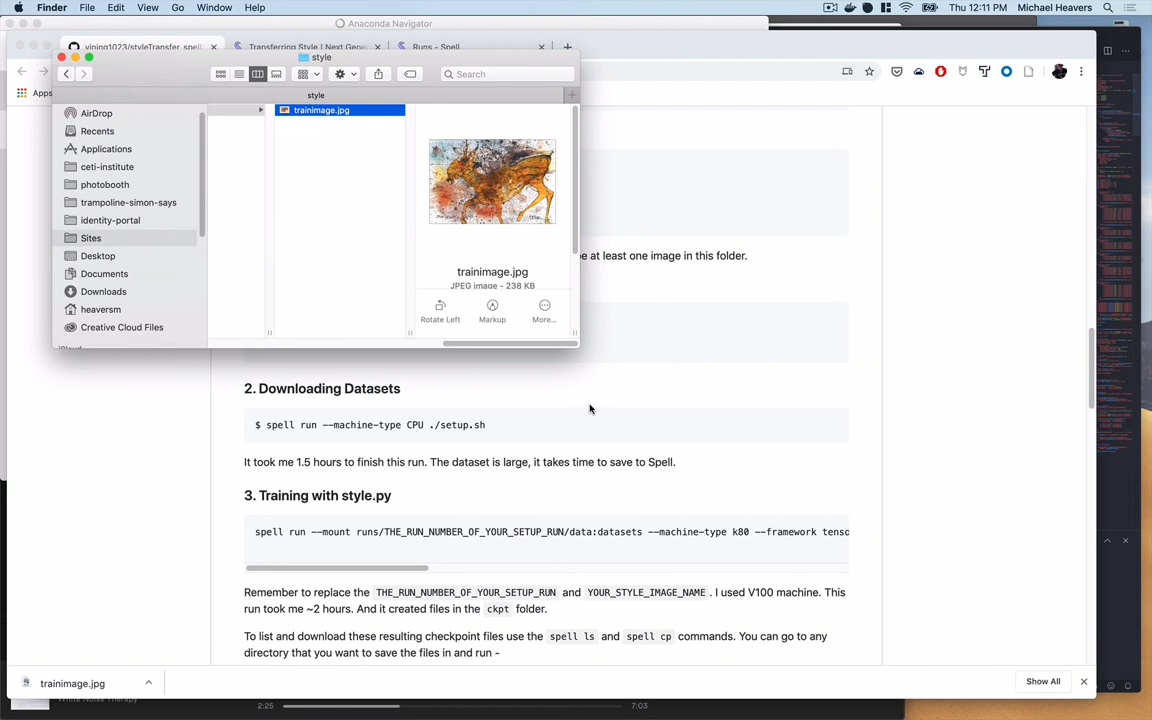 Finder File Edit View Go Window Help Thu 12:11 PM Michael Heavers
Anaconda Navigator
yining1023/styleTransfer_spell Transferring Style | Next Gene Runs - Spell
style
Apps
Search
style
AirDrop
Recents
Applications
ceti-institute
photobooth
trampoline-simon-says
identity-portal
Sites
Desktop
Documents
Downloads
heaversm
Creative Cloud Files
trainimage.jpg
trainimage.jpg
JPEG image - 238 KB
Rotate Left Markup More...
be at least one image in this folder.
2. Downloading Datasets
$ spell run --machine-type CPU ./setup.sh
It took me 1.5 hours to finish this run. The dataset is large, it takes time to save to Spell.
3. Training with style.py
spell run --mount runs/THE_RUN_NUMBER_OF_YOUR_SETUP_RUN/data:datasets --machine-type k80 --framework tenso
Remember to replace the THE_RUN_NUMBER_OF_YOUR_SETUP_RUN and YOUR_STYLE_IMAGE_NAME . I used V100 machine. This
run took me ~2 hours. And it created files in the ckpt folder.
To list and download these resulting checkpoint files use the spell ls and spell cp commands. You can go to any
directory that you want to save the files in and run -
trainimage.jpg Show All
White Noise Therapy
2:25 7:03